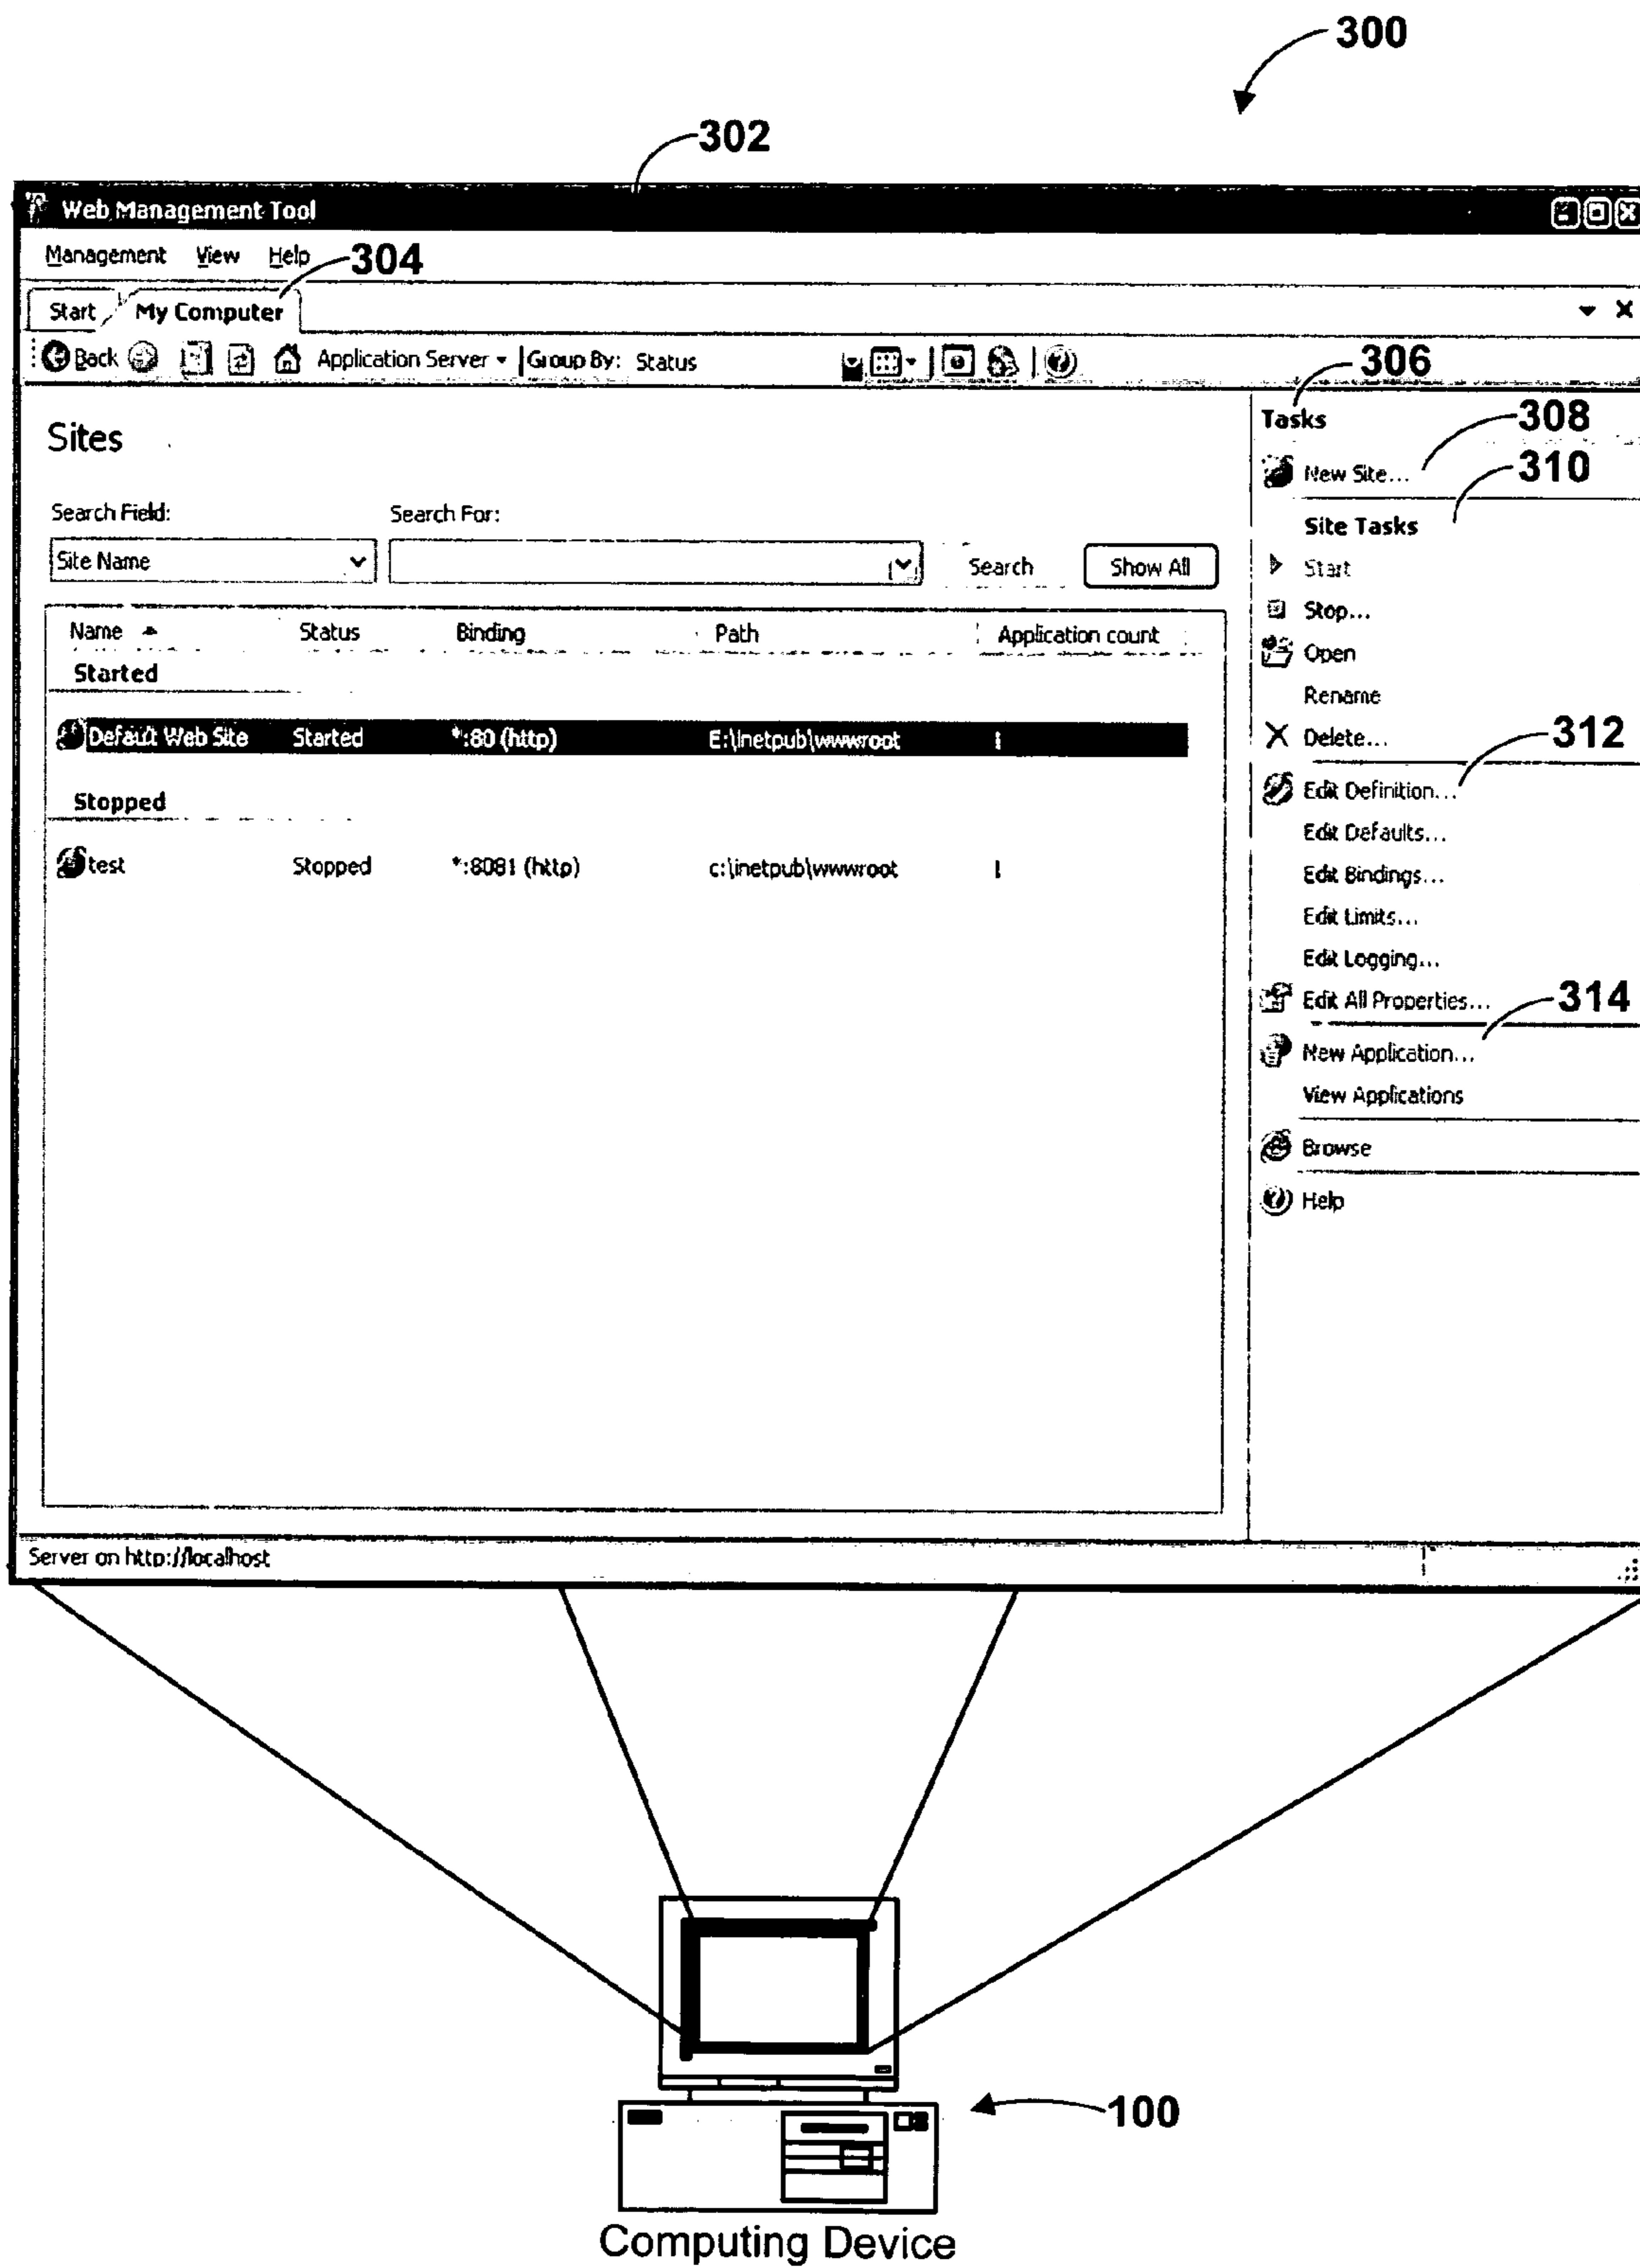 300
302
Web Management Tool
Management View Help 304
Start My Computer
Back Application Server Group By: Status
306
Sites
Tasks
308
New Site...
310
Search Field: Search For:
Site Tasks
Site Name Search Show All
Start
Stop...
Name Status Binding Path Application count
Open
Started
Rename
Default Web Site Started *:80 (http) E:\Inetpub\wwwroot 1
Delete...
312
Stopped
Edit Definition...
Edit Defaults...
test Stopped *:8081 (http) c:\inetpub\wwwroot 1
Edit Bindings...
Edit Limits...
Edit Logging...
Edit All Properties...
314
New Application...
View Applications
Browse
Help
Server on http://localhost
100
Computing Device